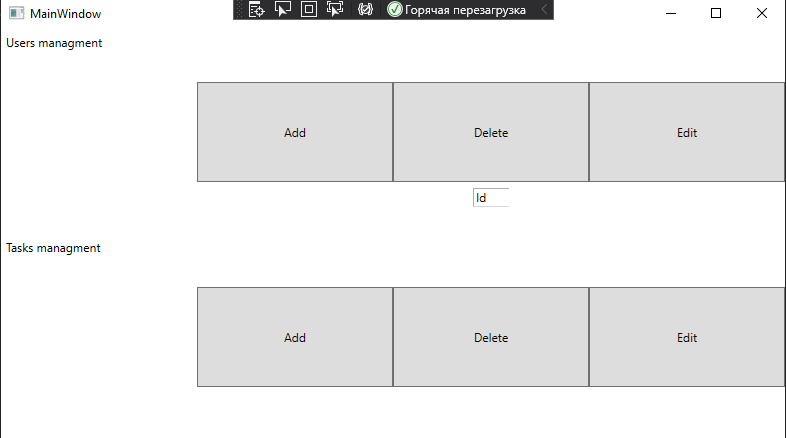 MainWindow
Горячая перезагрузка
Users managment
Add
Delete
Edit
Id
Tasks managment
Add
Delete
Edit